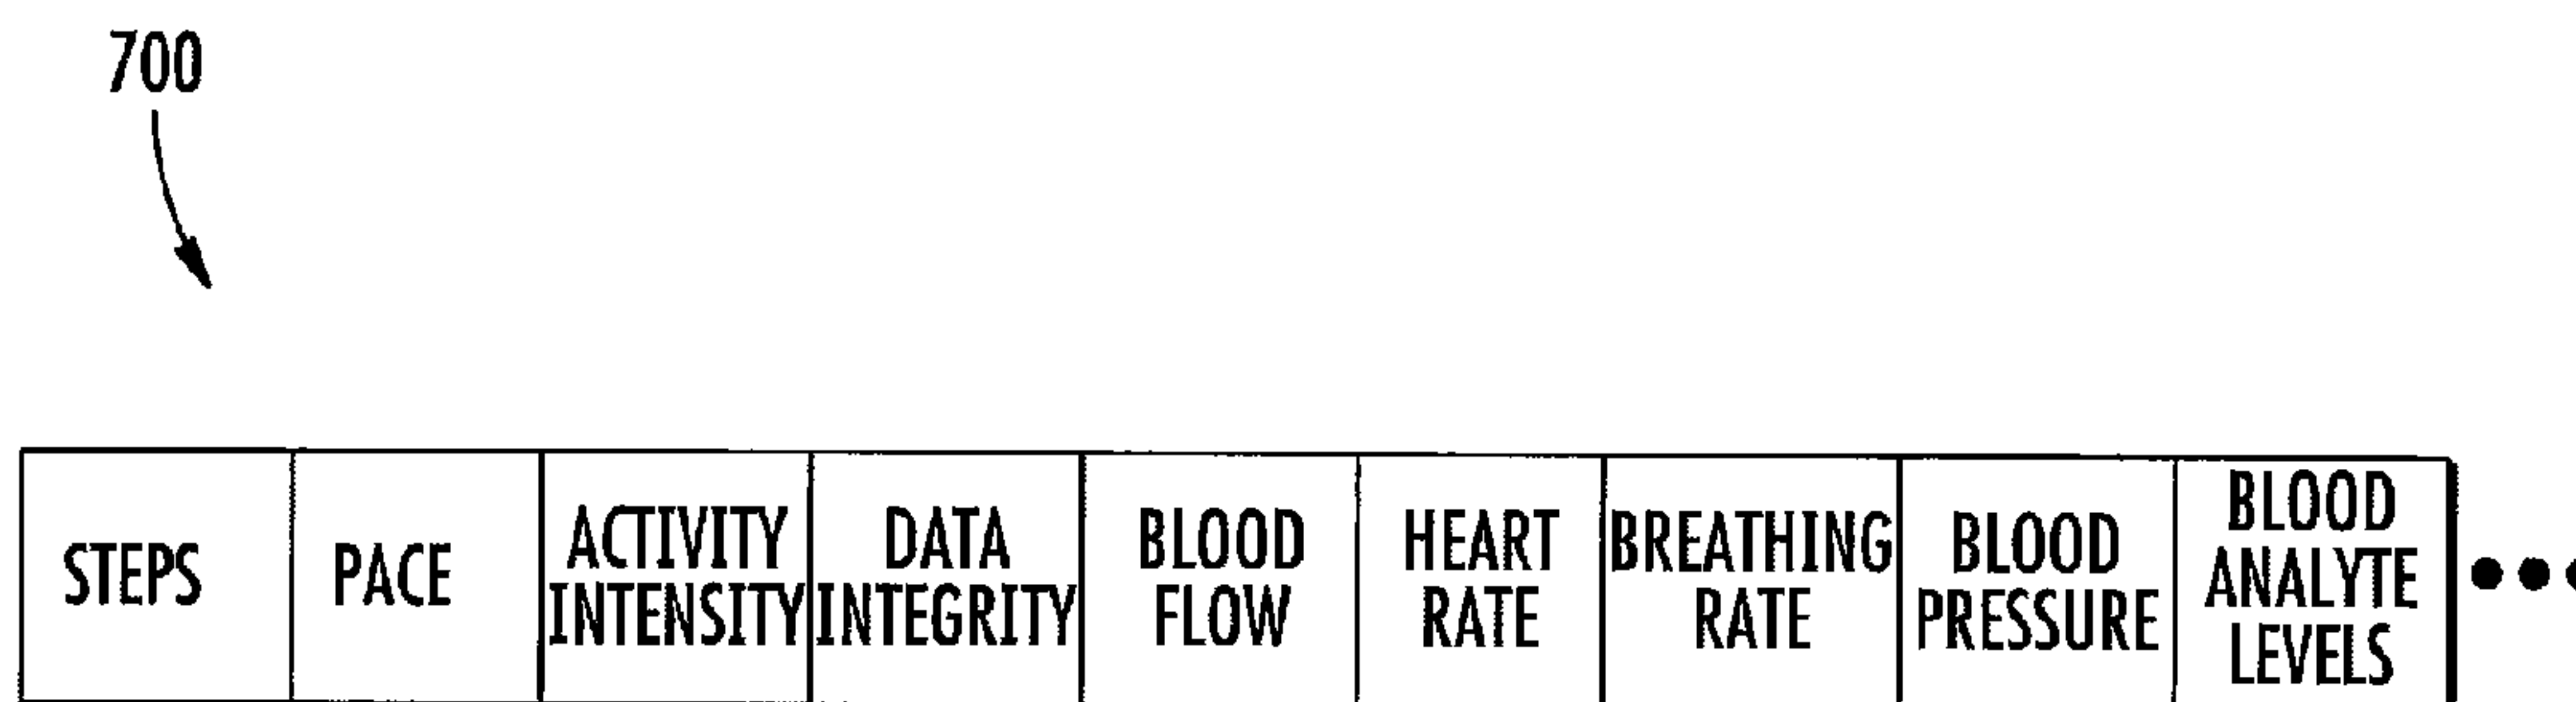 700
STEPS
PACE
ACTIVITY
INTENSITY
DATA
INTEGRITY
BLOOD
FLOW
HEART
RATE
BREATHING
RATE
BLOOD
PRESSURE
BLOOD
ANALYTE
LEVELS